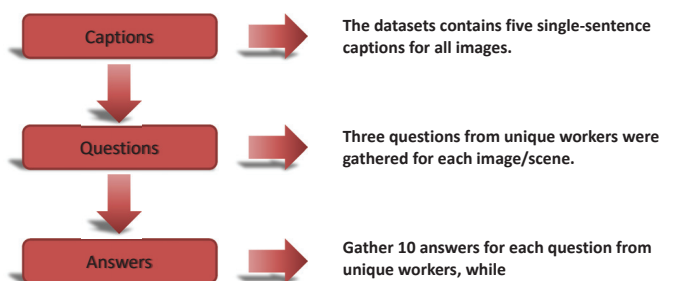 Captions
The datasets contains five single-sentence
captions for all images.
Questions
Three questions from unique workers were
gathered for each image/scene.
Answers
Gather 10 answers for each question from
unique workers, while